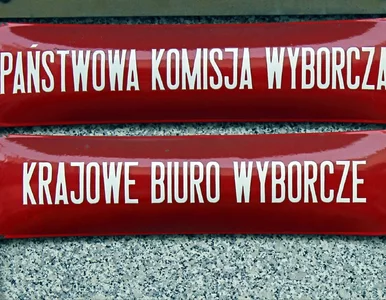 PAŃSTWOWA KOMISJA WYBORCZA
KRAJOWE BIURO WYBORCZE